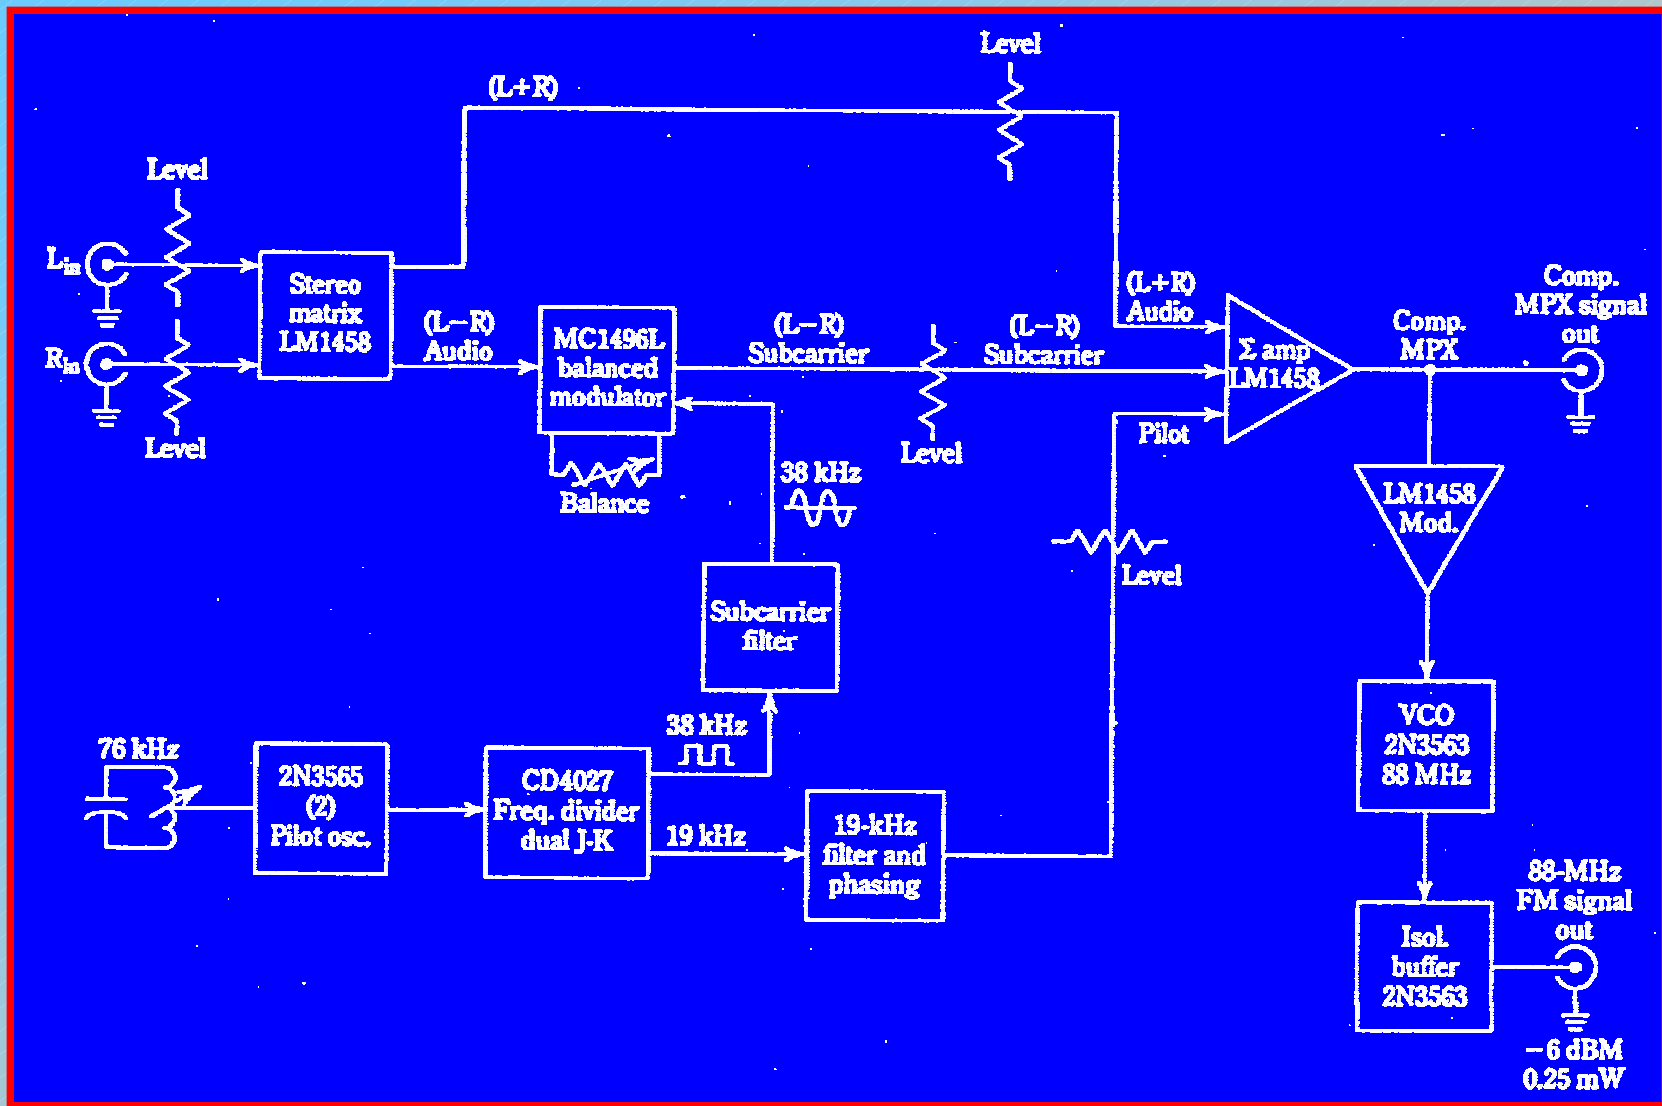 Level
(L+R)
Level
Lin
Stereo
matrix
LM1458
Rin
Level
(L−R)
Audio
MC1496L
balanced
modulator
Balance
(L−R)
Subcarrier
Level
(L−R)
Subcarrier
(L+R)
Audio
Σ amp
LM1458
Pilot
Comp.
MPX
Comp.
MPX signal
out
38 kHz
Level
LM1458
Mod.
Subcarrier
filter
38 kHz
76 kHz
2N3565
(2)
Pilot osc.
CD4027
Freq. divider
dual J-K
19 kHz
19-kHz
filter and
phasing
VCO
2N3563
88 MHz
Isol.
buffer
2N3563
88-MHz
FM signal
out
−6 dBM
0.25 mW